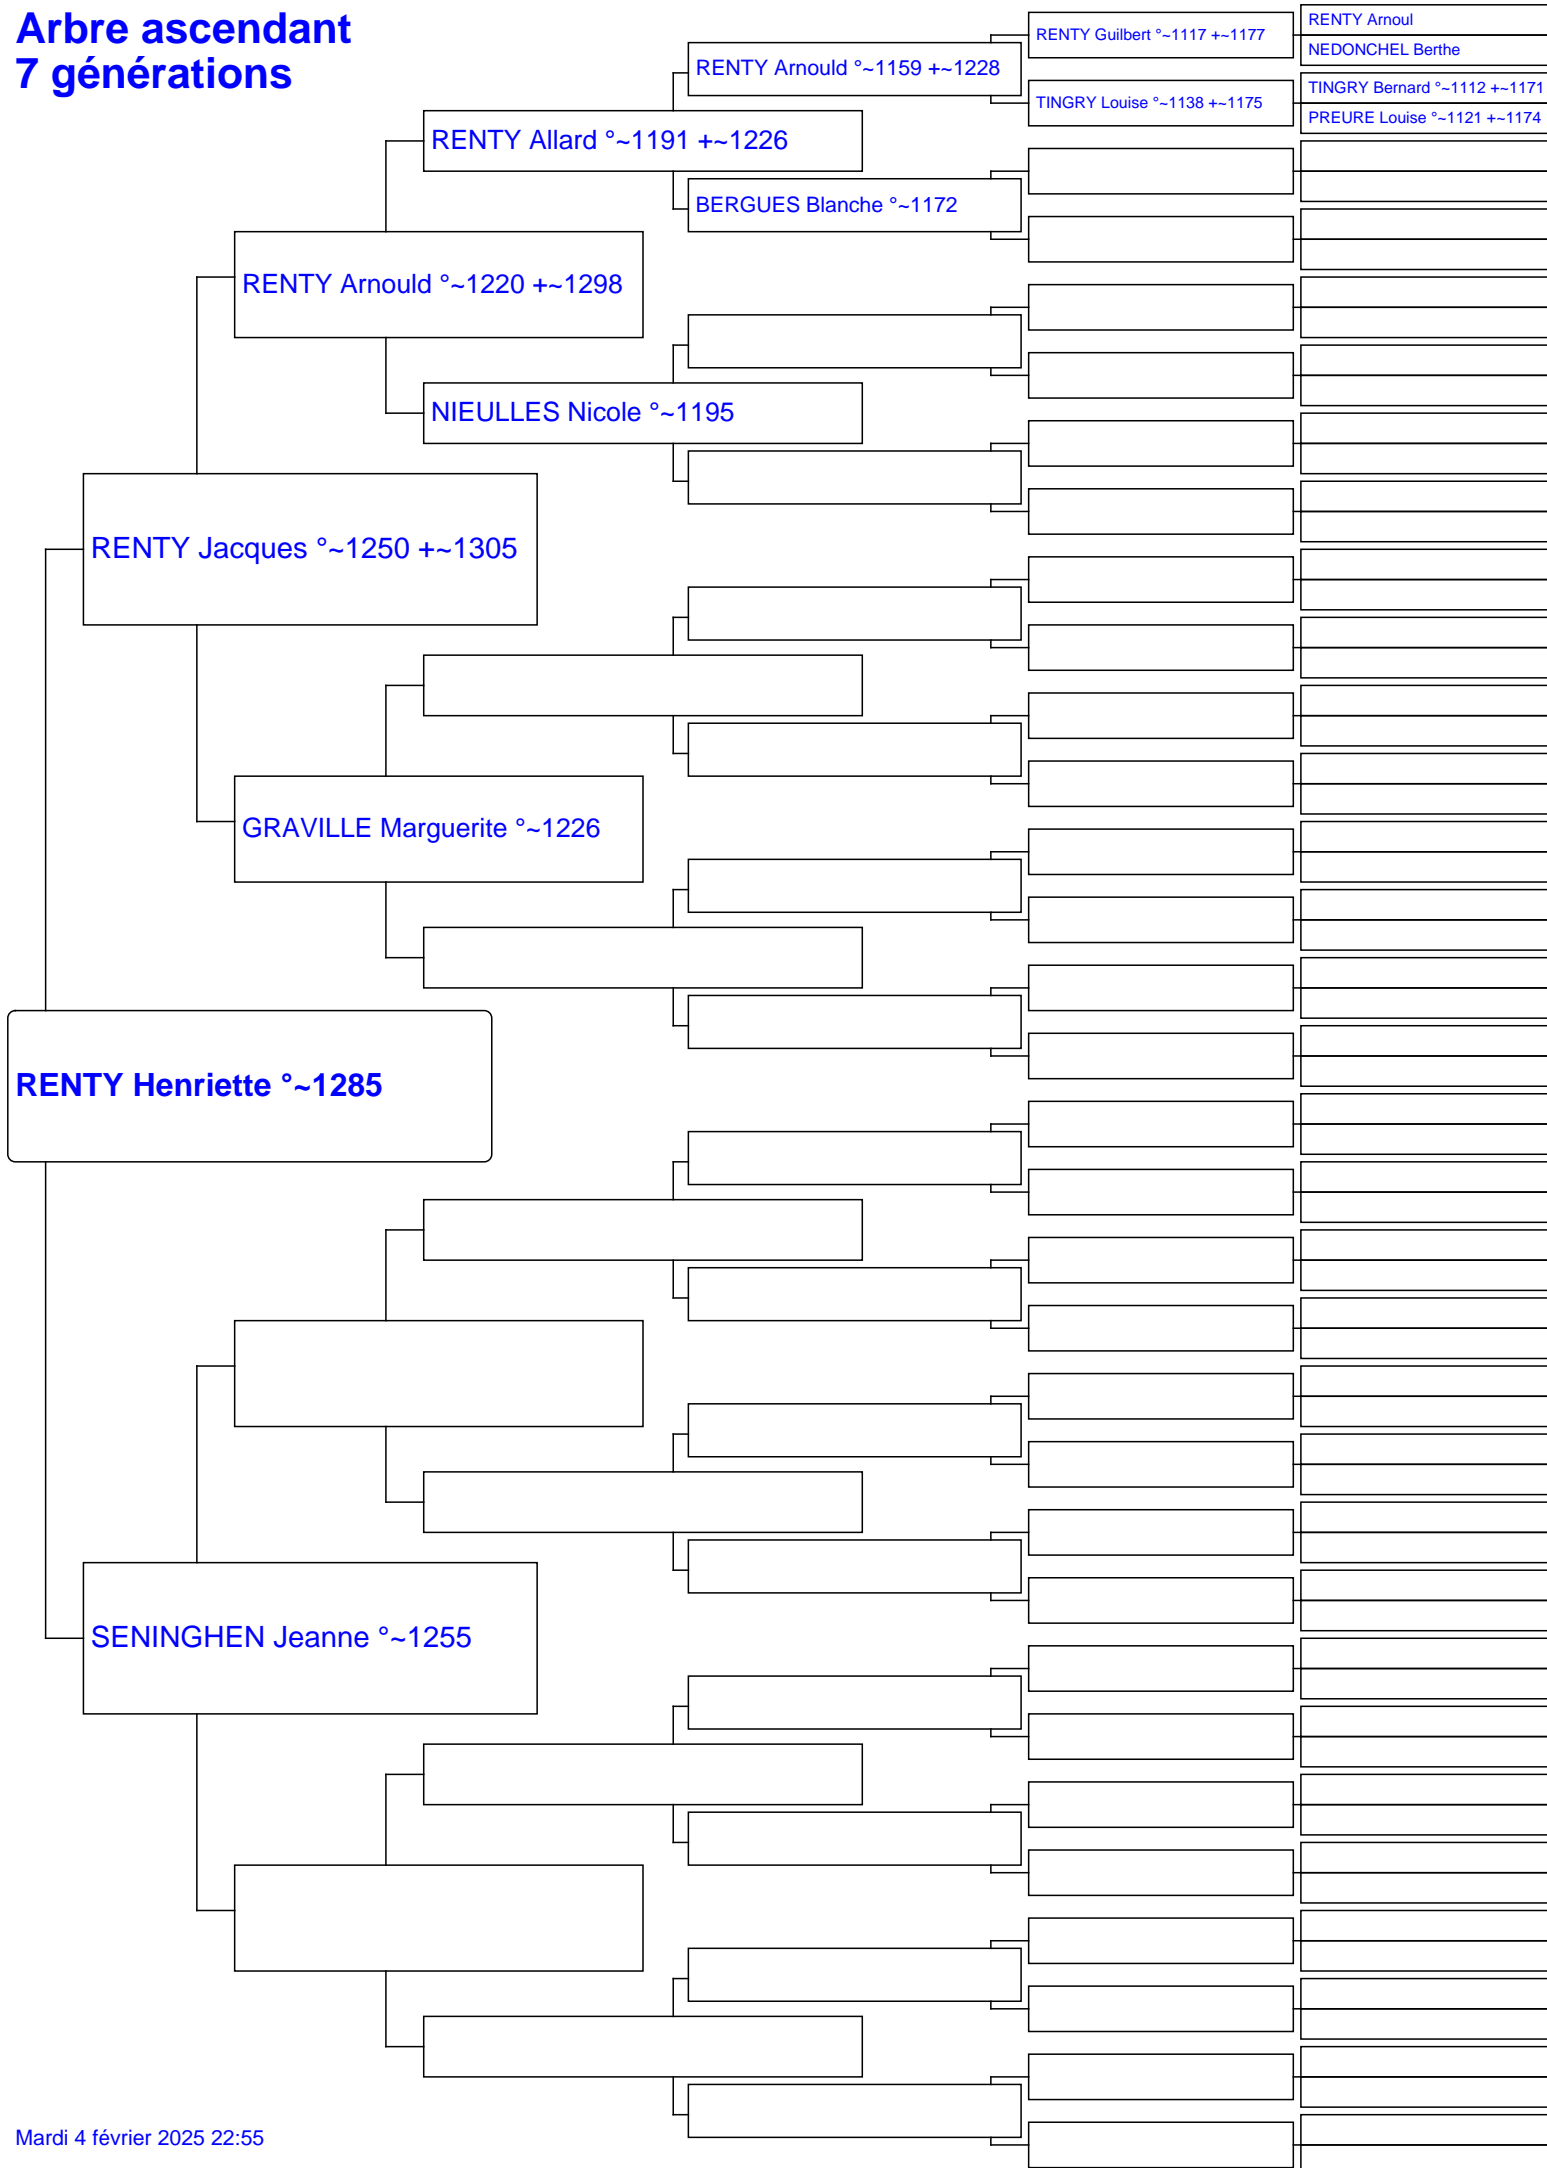 Arbre ascendant
7 générations
RENTY Arnoul
RENTY Guilbert °~1117 +~1177
NEDONCHEL Berthe
RENTY Arnould °~1159 +~1228
TINGRY Bernard °~1112 +~1171
TINGRY Louise °~1138 +~1175
PREURE Louise °~1121 +~1174
RENTY Allard °~1191 +~1226
BERGUES Blanche °~1172
RENTY Arnould °~1220 +~1298
NIEULLES Nicole °~1195
RENTY Jacques °~1250 +~1305
GRAVILLE Marguerite °~1226
RENTY Henriette °~1285
SENINGHEN Jeanne °~1255
Mardi 4 février 2025 22:55